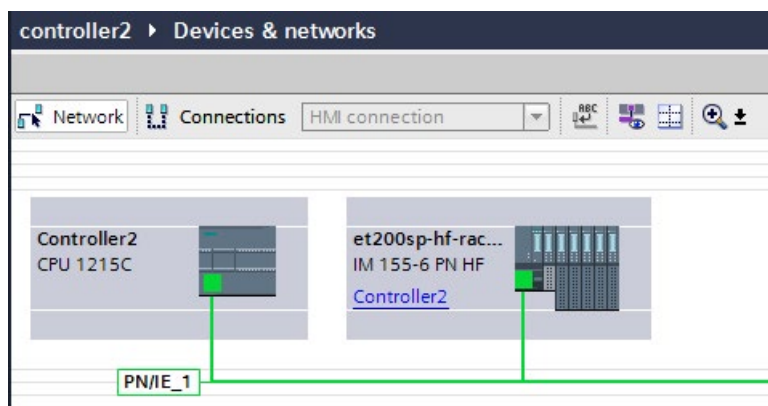 controller2 ▸ Devices & networks
Network Connections HMI connection
ABC
Controller2
CPU 1215C
et200sp-hf-rac...
IM 155-6 PN HF
Controller2
PN/IE_1